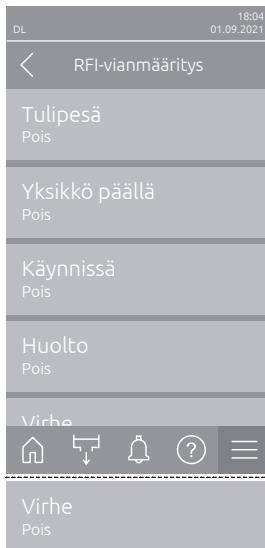 18:04
DL 01.09.2021
RFI-vianmääritys
Tulipesä
Pois
Yksikkö päällä
Pois
Käynnissä
Pois
Huolto
Pois
Virhe
Virhe
Pois